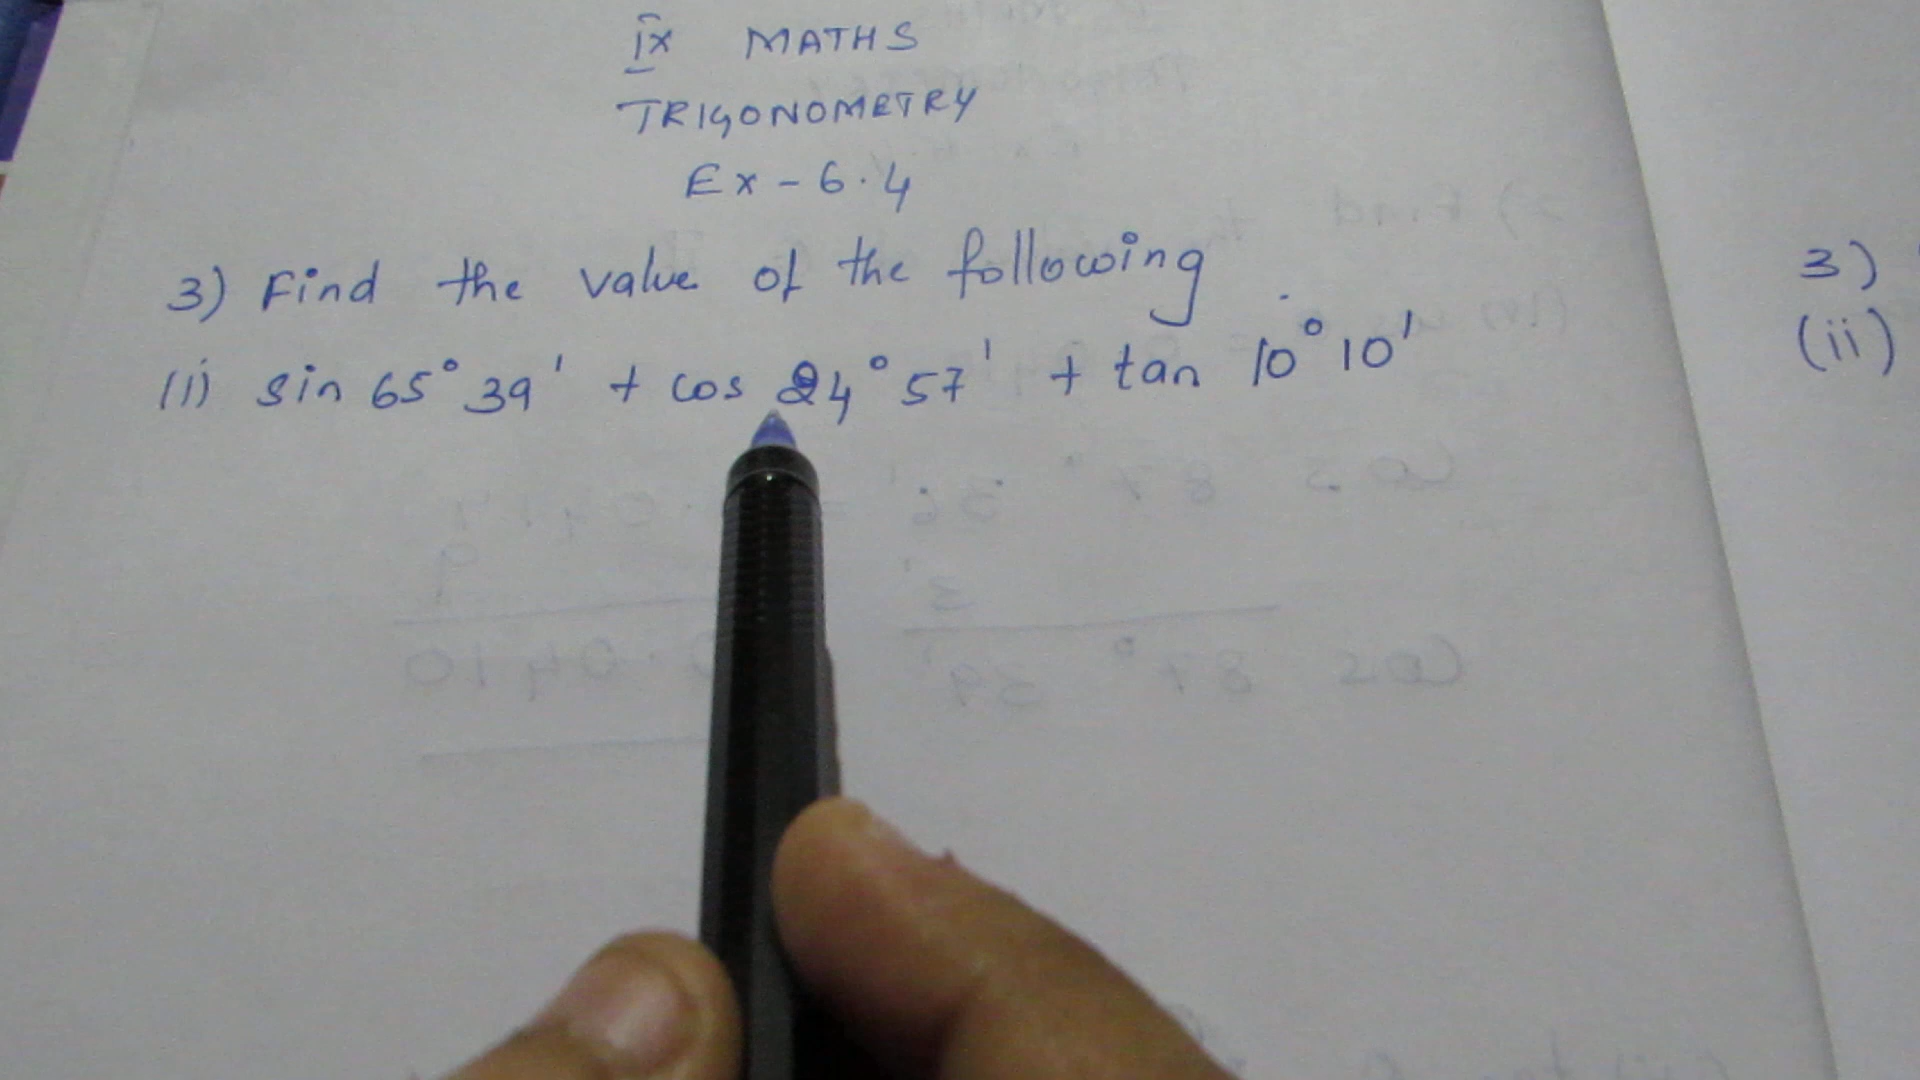 IX MATHS
TRIGONOMETRY
Ex - 6.4
3) Find the value of the following
(i) sin 65° 39' + cos 24° 57' + tan 10° 10'
3)
(ii)